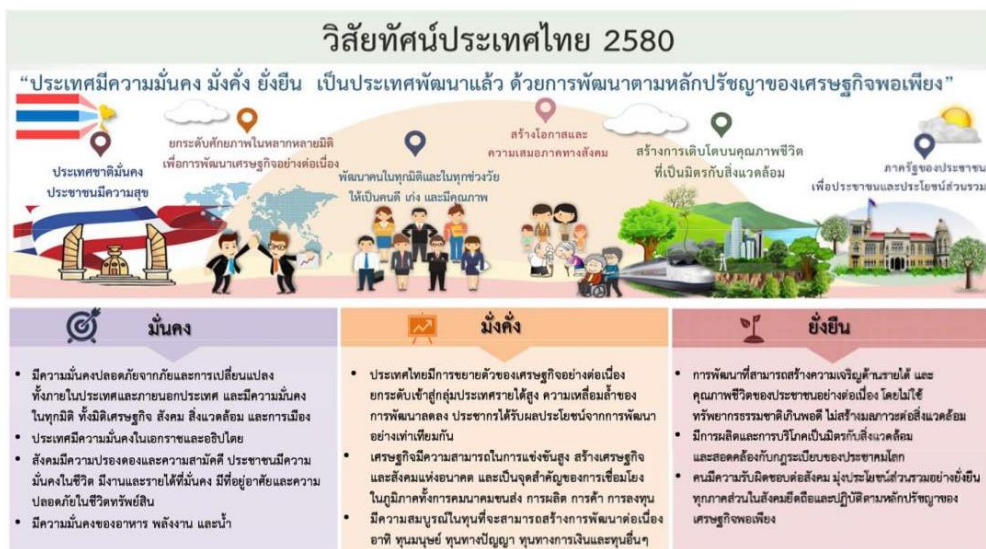 วิสัยทัศน์ประเทศไทย 2580
“ประเทศมีความมั่นคง มั่งคั่ง ยั่งยืน เป็นประเทศพัฒนาแล้ว ด้วยการพัฒนาตามหลักปรัชญาของเศรษฐกิจพอเพียง”
ประเทศชาติมั่นคง
ประชาชนมีความสุข
ยกระดับศักยภาพในหลากหลายมิติ
เพื่อการพัฒนาเศรษฐกิจอย่างต่อเนื่อง
พัฒนาคนในทุกมิติและในทุกช่วงวัย
ให้เป็นคนดี เก่ง และมีคุณภาพ
สร้างโอกาสและ
ความเสมอภาคทางสังคม
สร้างการเติบโตบนคุณภาพชีวิต
ที่เป็นมิตรกับสิ่งแวดล้อม
ภาครัฐของประชาชน
เพื่อประชาชนและประโยชน์ส่วนรวม
มั่นคง
• มีความมั่นคงปลอดภัยจากภัยและการเปลี่ยนแปลง
ทั้งภายในประเทศและภายนอกประเทศ และมีความมั่นคง
ในทุกมิติ ทั้งมิติเศรษฐกิจ สังคม สิ่งแวดล้อม และการเมือง
• ประเทศมีความมั่นคงในเอกราชและอธิปไตย
• สังคมมีความปรองดองและความสามัคคี ประชาชนมีความ
มั่นคงในชีวิต มีงานและรายได้ที่มั่นคง มีที่อยู่อาศัยและความ
ปลอดภัยในชีวิตทรัพย์สิน
• มีความมั่นคงของอาหาร พลังงาน และน้ำ
มั่งคั่ง
• ประเทศไทยมีการขยายตัวของเศรษฐกิจอย่างต่อเนื่อง
ยกระดับเข้าสู่กลุ่มประเทศรายได้สูง ความเหลื่อมล้ำของ
การพัฒนาลดลง ประชากรได้รับผลประโยชน์จากการพัฒนา
อย่างเท่าเทียมกัน
• เศรษฐกิจมีความสามารถในการแข่งขันสูง สร้างเศรษฐกิจ
และสังคมแห่งอนาคต และเป็นจุดสำคัญของการเชื่อมโยง
ในภูมิภาคทั้งการคมนาคมขนส่ง การผลิต การค้า การลงทุน
• มีความสมบูรณ์ในทุนที่จะสามารถสร้างการพัฒนาต่อเนื่อง
อาทิ ทุนมนุษย์ ทุนทางปัญญา ทุนทางการเงินและทุนอื่นๆ
ยั่งยืน
• การพัฒนาที่สามารถสร้างความเจริญด้านรายได้ และ
คุณภาพชีวิตของประชาชนอย่างต่อเนื่อง โดยไม่ใช้
ทรัพยากรธรรมชาติเกินพอดี ไม่สร้างมลภาวะต่อสิ่งแวดล้อม
• มีการผลิตและการบริโภคเป็นมิตรกับสิ่งแวดล้อม
และสอดคล้องกับกฎระเบียบของประชาคมโลก
• คนมีความรับผิดชอบต่อสังคม มุ่งประโยชน์ส่วนรวมอย่างยั่งยืน
ทุกภาคส่วนในสังคมยึดถือและปฏิบัติตามหลักปรัชญาของ
เศรษฐกิจพอเพียง